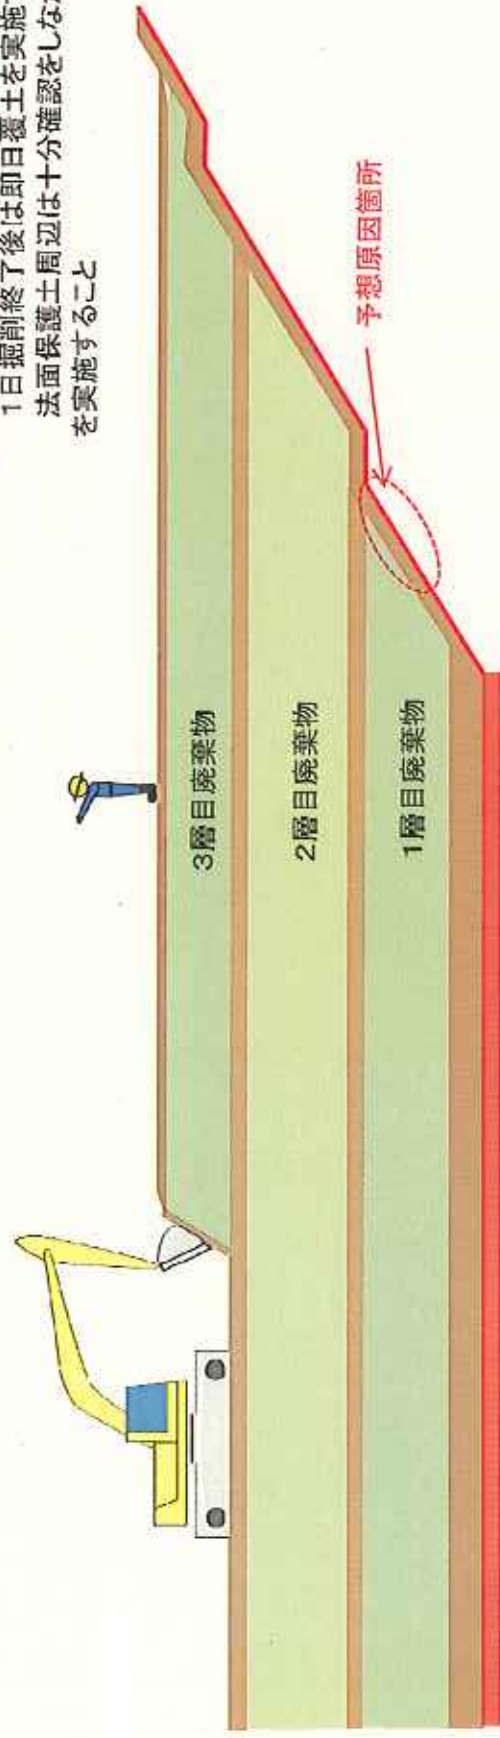 1日掘削終了後は即日覆土を実施
法面保護土周辺は十分確認をしな
を実施すること
予想原因箇所
3層目廃棄物
2層目廃棄物
1層目廃棄物